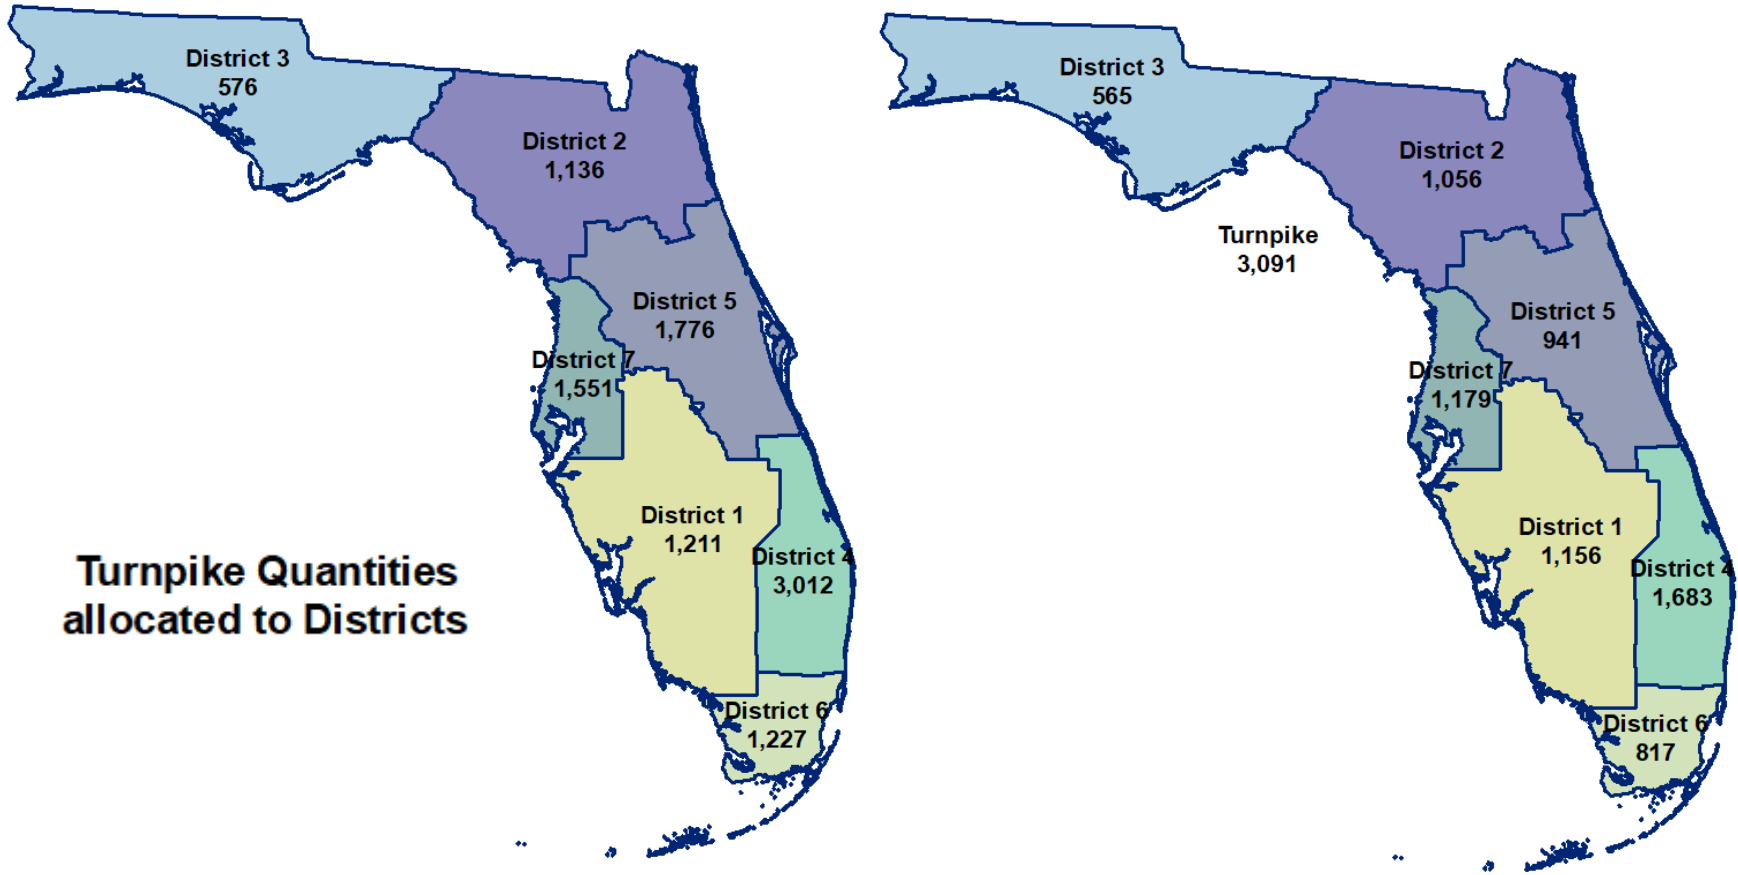 District 3
576
District 2
1,136
District 5
1,776
District 7
1,551
District 1
1,211
District 4
3,012
District 6
1,227
Turnpike Quantities
allocated to Districts
District 3
565
District 2
1,056
Turnpike
3,091
District 5
941
District 7
1,179
District 1
1,156
District 4
1,683
District 6
817